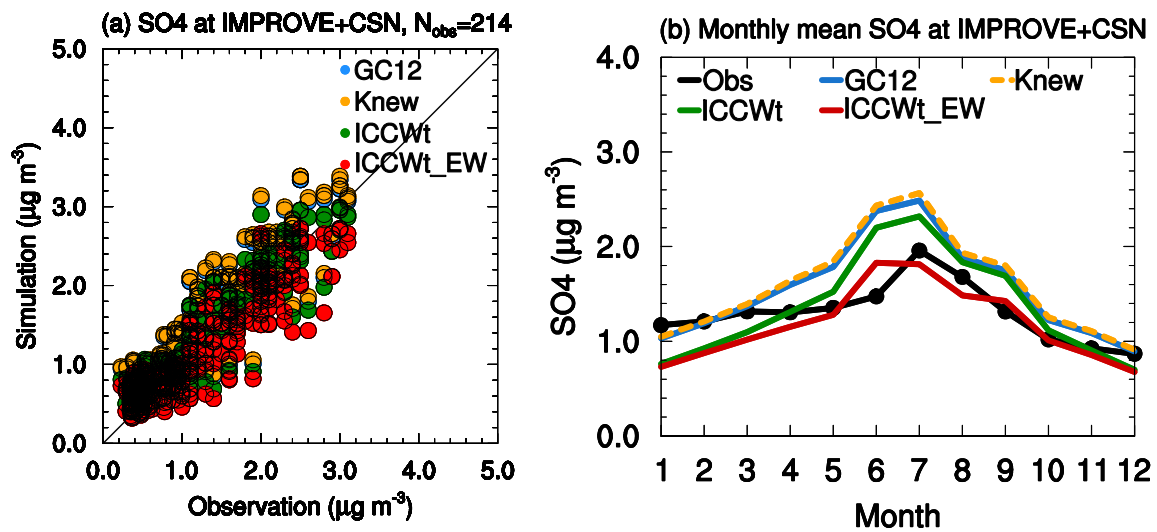 (a) SO4 at IMPROVE+CSN, Nobs=214
5.0
4.0
3.0
2.0
1.0
0.0
Simulation (μg m-3)
GC12
Knew
ICCWt
ICCWt_EW
0.0 1.0 2.0 3.0 4.0 5.0
Observation (μg m-3)
(b) Monthly mean SO4 at IMPROVE+CSN
4.0
3.0
2.0
1.0
0.0
SO4 (μg m-3)
Obs GC12 Knew
ICCWt ICCWt_EW
1 2 3 4 5 6 7 8 9 10 11 12
Month